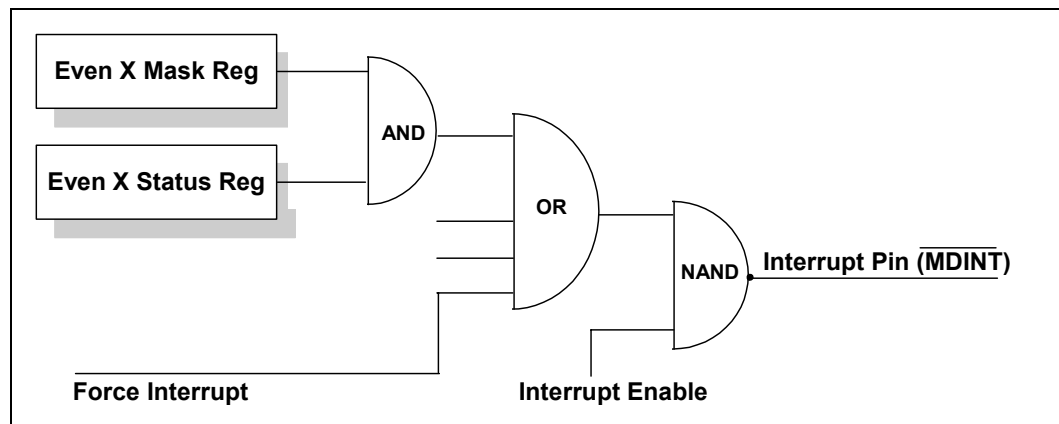 Even X Mask Reg
AND
Even X Status Reg
OR
NAND
Interrupt Pin (MDINT)
Force Interrupt
Interrupt Enable